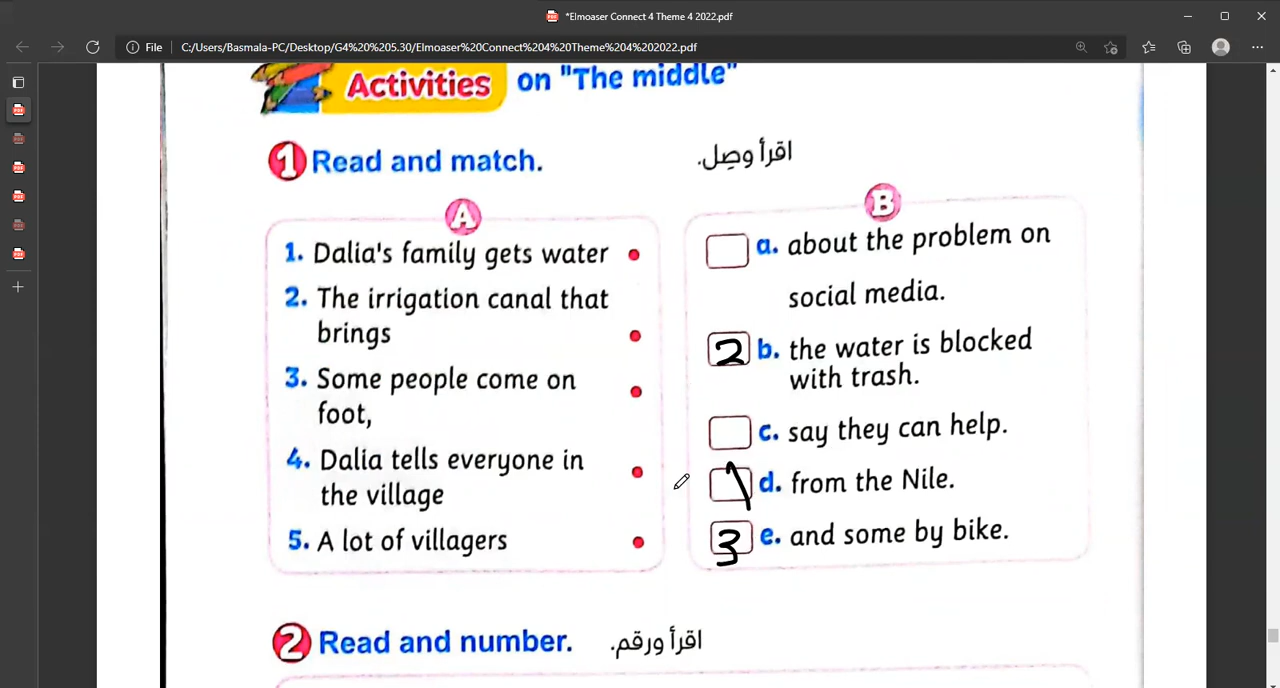 *Elmoaser Connect 4 Theme 4 2022.pdf
File C:/Users/Basmala-PC/Desktop/G4%20%205.30/Elmoaser%20Connect%204%20Theme%204%202022.pdf
Activities on "The middle"
1 Read and match. اقرأ وصِل.
A
1. Dalia's family gets water
2. The irrigation canal that
brings
3. Some people come on
foot,
4. Dalia tells everyone in
the village
5. A lot of villagers
B
a. about the problem on
social media.
2 b. the water is blocked
with trash.
c. say they can help.
1 d. from the Nile.
3 e. and some by bike.
2 Read and number. اقرأ ورقم.